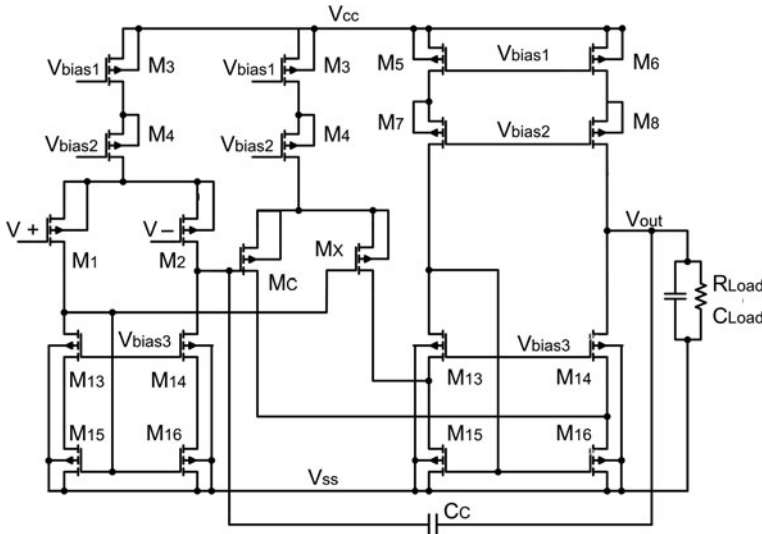 Vcc
Vbias1
M3
Vbias1
M3
M5
Vbias1
M6
Vbias2
M4
Vbias2
M4
M7
Vbias2
M8
V+
M1
V–
M2
Mc
Mx
Vout
RLoad
CLoad
Vbias3
M13
M14
Vbias3
M13
M14
M15
M16
M15
M16
Vss
Cc